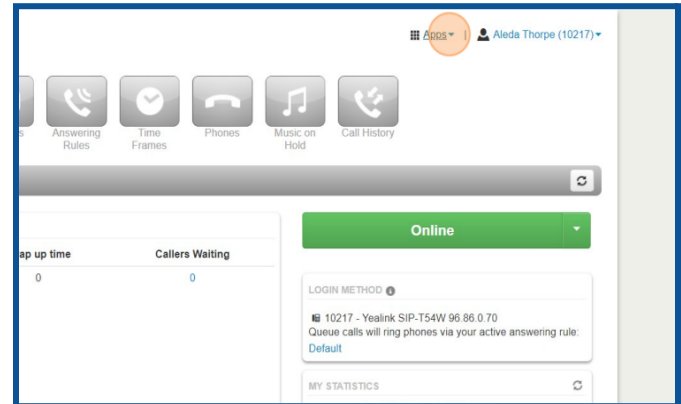 Apps | Aleda Thorpe (10217)
s Answering Rules Time Frames Phones Music on Hold Call History
Online
ap up time Callers Waiting
0 0
LOGIN METHOD
10217 - Yealink SIP-T54W 96.86.0.70
Queue calls will ring phones via your active answering rule:
Default
MY STATISTICS